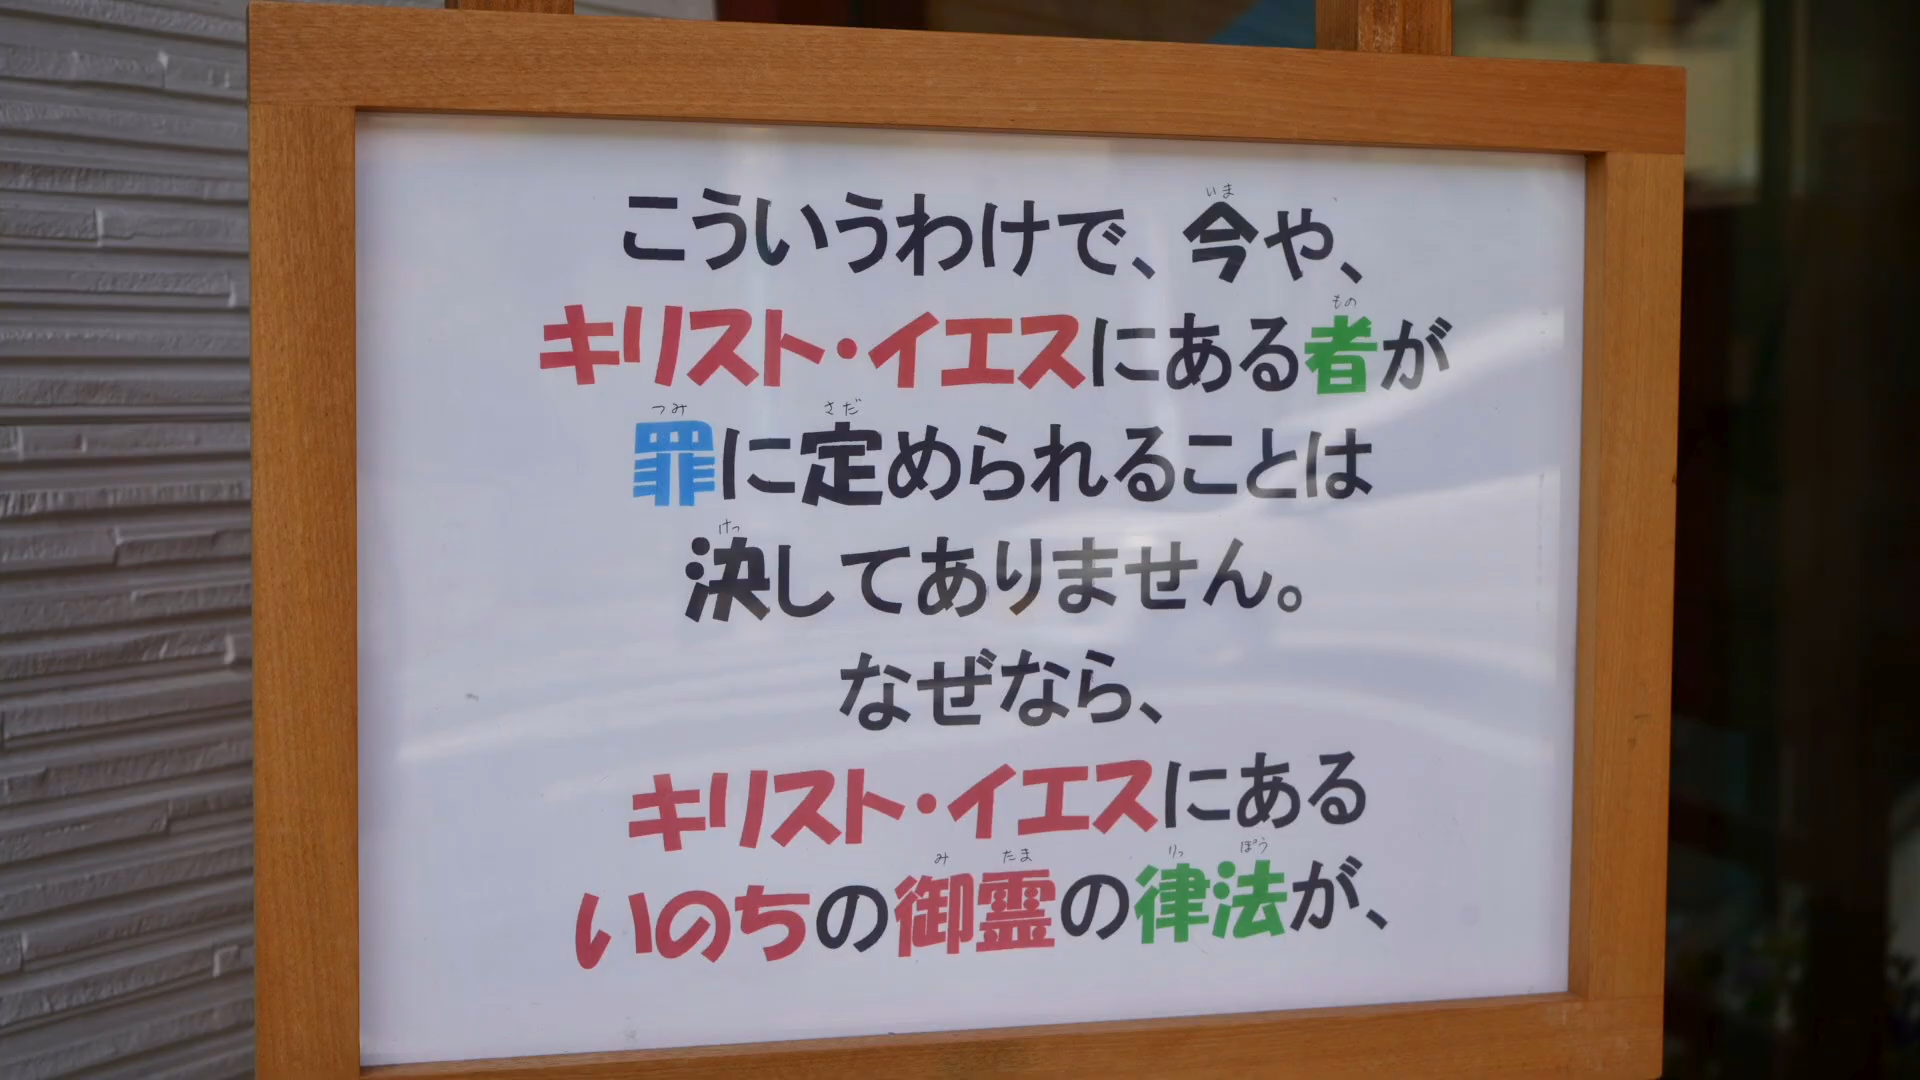 こういうわけで、今や、
キリスト・イエスにある者が
罪に定められることは
決してありません。
なぜなら、
キリスト・イエスにある
いのちの御霊の律法が、